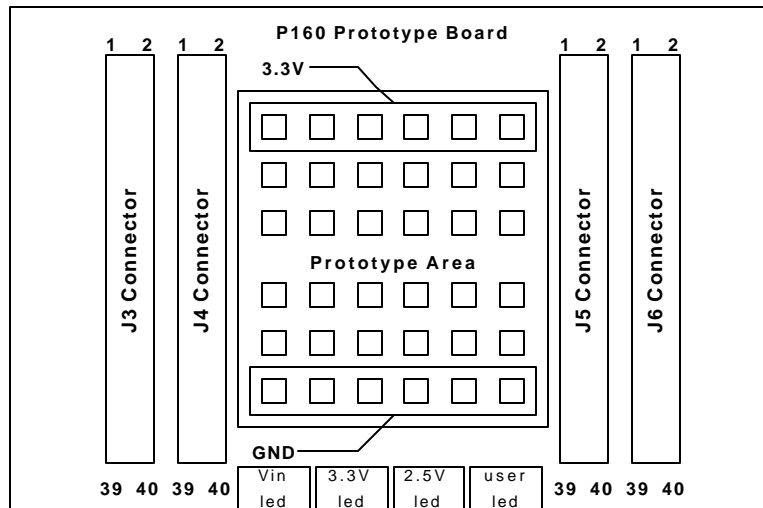 P160 Prototype Board
1 2 1 2 1 2 1 2
3.3V
J3 Connector
J4 Connector
Prototype Area
J5 Connector
J6 Connector
GND
Vin led
3.3V led
2.5V led
user led
39 40 39 40 39 40 39 40